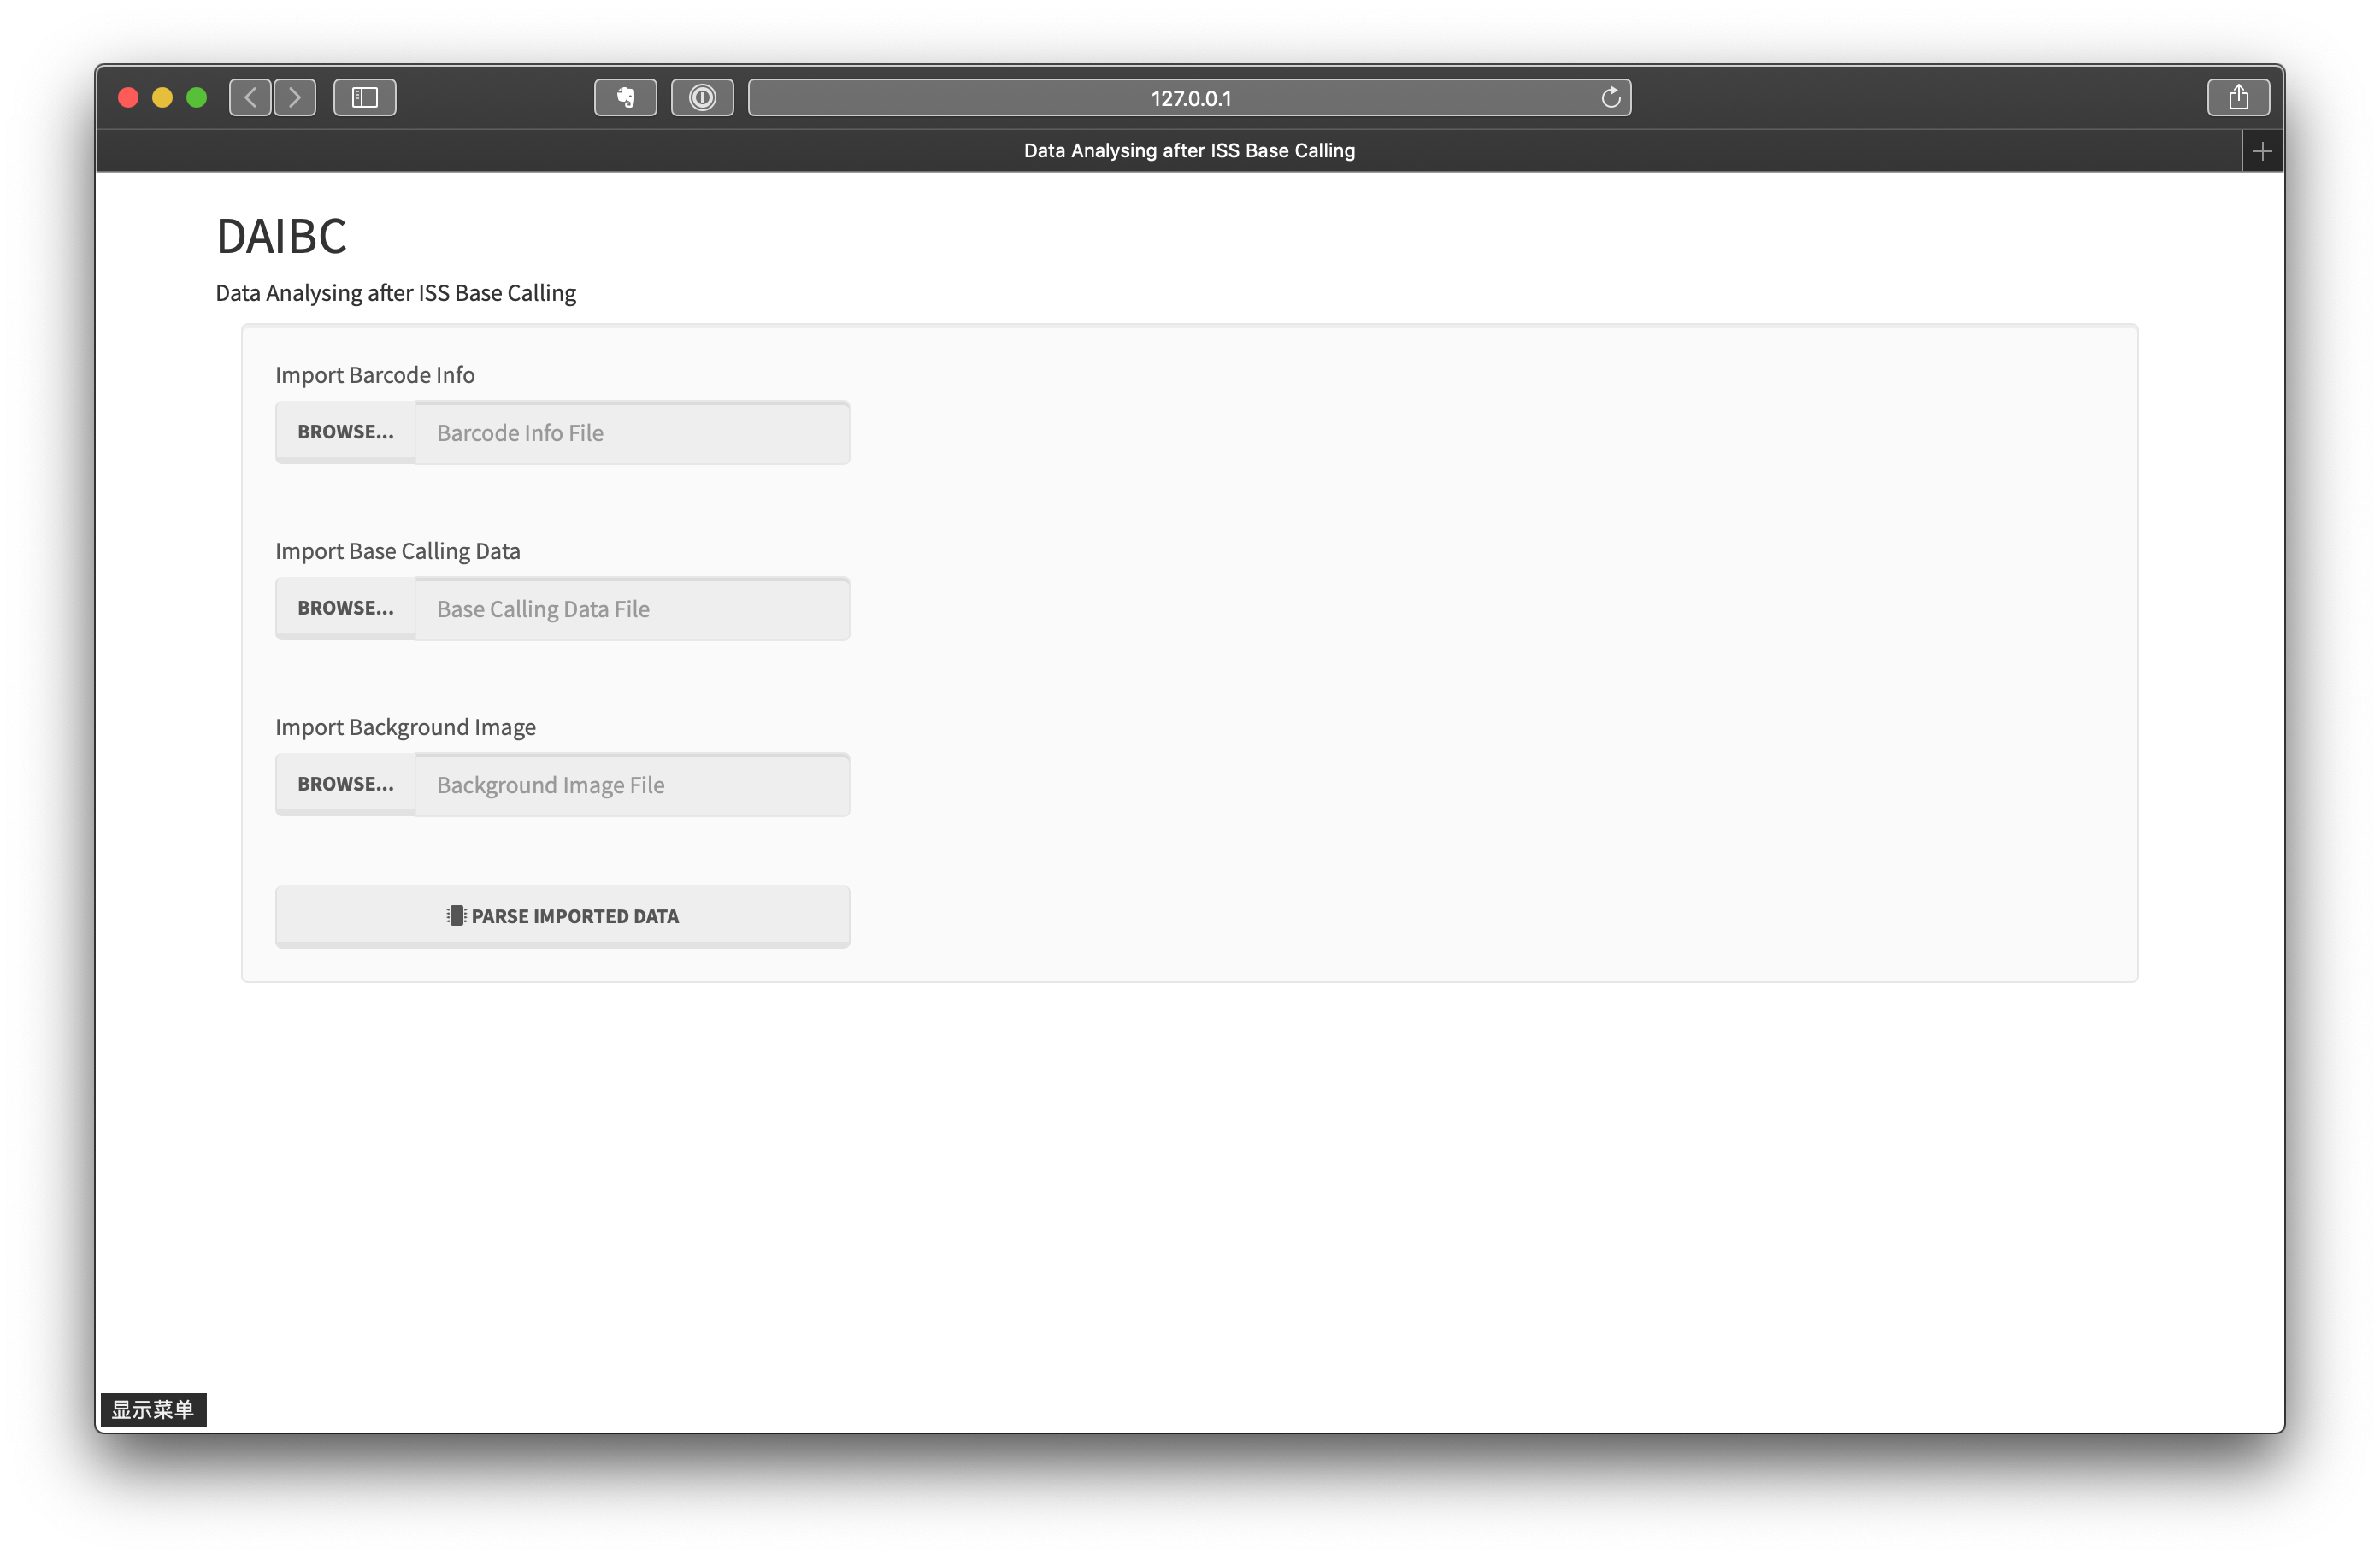 127.0.0.1
Data Analysing after ISS Base Calling
DAIBC
Data Analysing after ISS Base Calling
Import Barcode Info
BROWSE... Barcode Info File
Import Base Calling Data
BROWSE... Base Calling Data File
Import Background Image
BROWSE... Background Image File
PARSE IMPORTED DATA
显示菜单